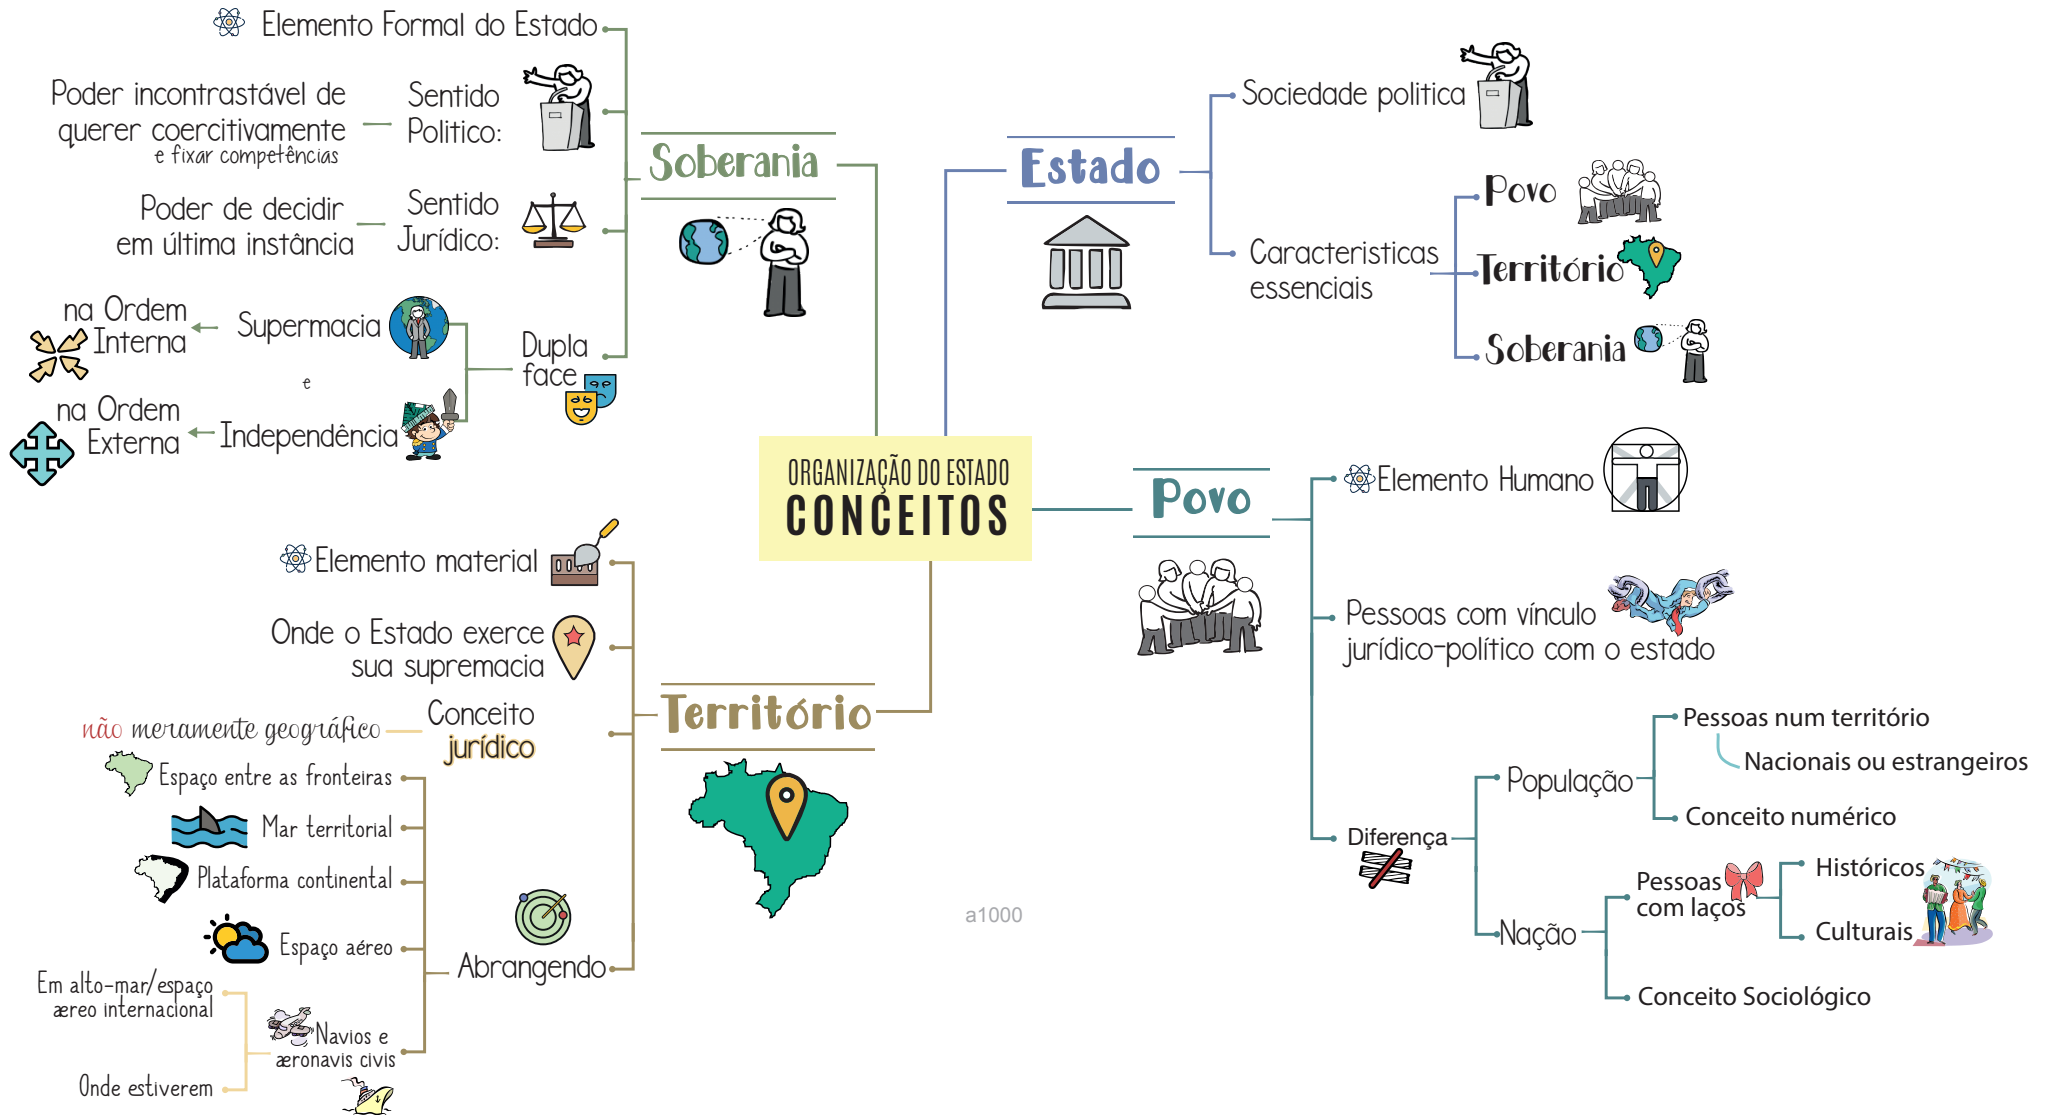 ORGANIZAÇÃO DO ESTADO
CONCEITOS
Soberania
Elemento Formal do Estado
Sentido
Politico:
Poder incontrastável de
querer coercitivamente
e fixar competências
Sentido
Jurídico:
Poder de decidir
em última instância
Dupla
face
Supermacia
na Ordem
Interna
e
Independência
na Ordem
Externa
Estado
Sociedade politica
Caracteristicas
essenciais
Povo
Território
Soberania
Povo
Elemento Humano
Pessoas com vínculo
jurídico-político com o estado
Diferença
População
Pessoas num território
Nacionais ou estrangeiros
Conceito numérico
Nação
Pessoas
com laços
Históricos
Culturais
Conceito Sociológico
Território
Elemento material
Onde o Estado exerce
sua supremacia
Conceito
jurídico
não meramente geográfico
Abrangendo
Espaço entre as fronteiras
Mar territorial
Plataforma continental
Espaço aéreo
Navios e
æronavis civis
Em alto-mar/espaço
æreo internacional
Onde estiverem
a1000